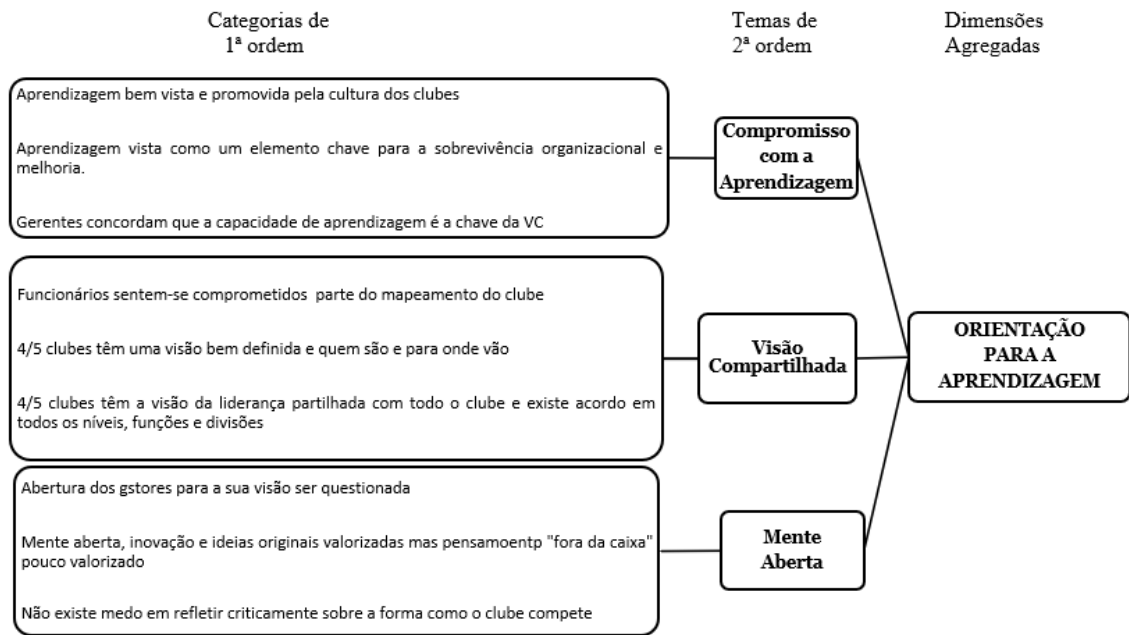 Categorias de
1ª ordem
Temas de
2ª ordem
Dimensões
Agregadas
Aprendizagem bem vista e promovida pela cultura dos clubes
Aprendizagem vista como um elemento chave para a sobrevivência organizacional e
melhoria.
Gerentes concordam que a capacidade de aprendizagem é a chave da VC
Compromisso
com a
Aprendizagem
Funcionários sentem-se comprometidos parte do mapeamento do clube
4/5 clubes têm uma visão bem definida e quem são e para onde vão
4/5 clubes têm a visão da liderança partilhada com todo o clube e existe acordo em
todos os níveis, funções e divisões
Visão
Compartilhada
ORIENTAÇÃO
PARA A
APRENDIZAGEM
Abertura dos gstores para a sua visão ser questionada
Mente aberta, inovação e ideias originais valorizadas mas pensamoentp "fora da caixa"
pouco valorizado
Não existe medo em refletir criticamente sobre a forma como o clube compete
Mente
Aberta